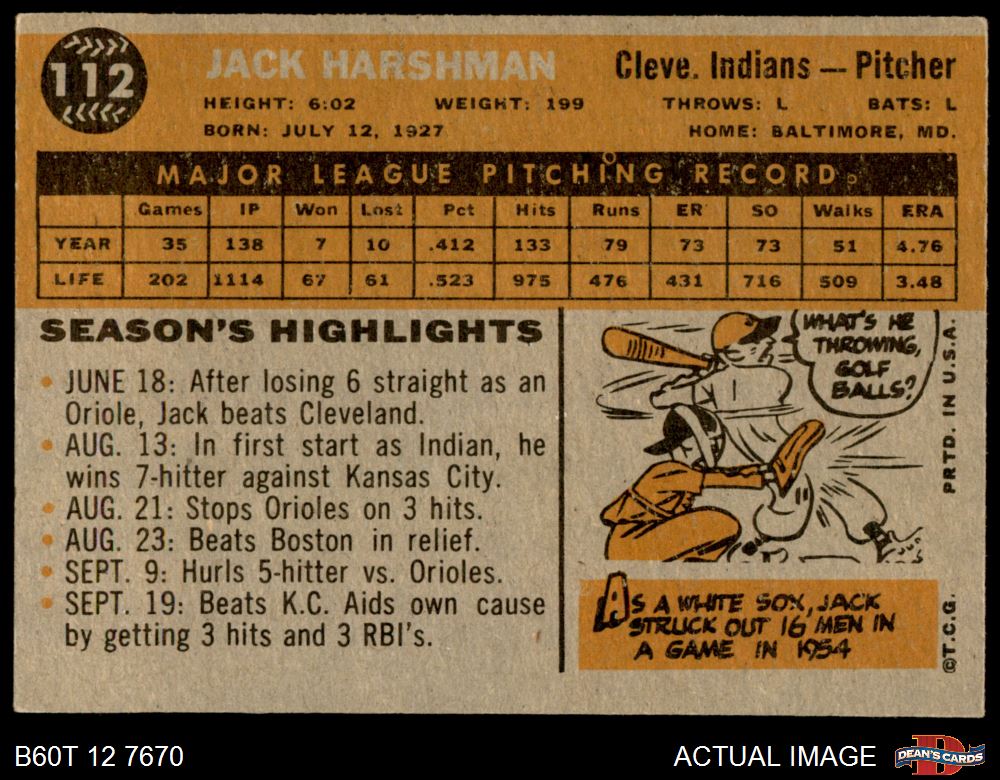 112
JACK HARSHMAN
Cleve. Indians — Pitcher
HEIGHT: 6:02 WEIGHT: 199 THROWS: L BATS: L
BORN: JULY 12, 1927 HOME: BALTIMORE, MD.
MAJOR LEAGUE PITCHING RECORD
Games IP Won Lost Pct Hits Runs ER SO Walks ERA
YEAR 35 138 7 10 .412 133 79 73 73 51 4.76
LIFE 202 1114 67 61 .523 975 476 431 716 509 3.48
SEASON'S HIGHLIGHTS
• JUNE 18: After losing 6 straight as an
Oriole, Jack beats Cleveland.
• AUG. 13: In first start as Indian, he
wins 7-hitter against Kansas City.
• AUG. 21: Stops Orioles on 3 hits.
• AUG. 23: Beats Boston in relief.
• SEPT. 9: Hurls 5-hitter vs. Orioles.
• SEPT. 19: Beats K.C. Aids own cause
by getting 3 hits and 3 RBI's.
WHAT'S HE
THROWING,
GOLF
BALLS?
AS A WHITE SOX, JACK
STRUCK OUT 16 MEN IN
A GAME IN 1954
©T.C.G. PRTD. IN U.S.A.
B60T 12 7670
ACTUAL IMAGE
D
DEAN'S CARDS